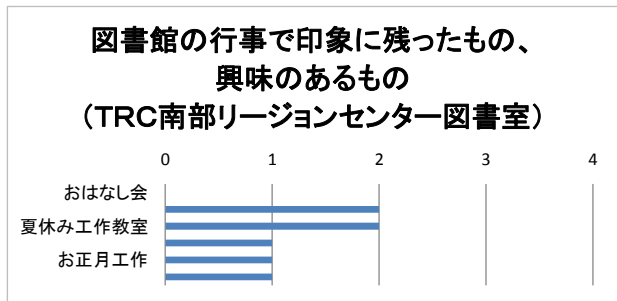 図書館の行事で印象に残ったもの、
興味のあるもの
（TRC南部リージョンセンター図書室）
0 1 2 3 4
おはなし会
夏休み工作教室
お正月工作